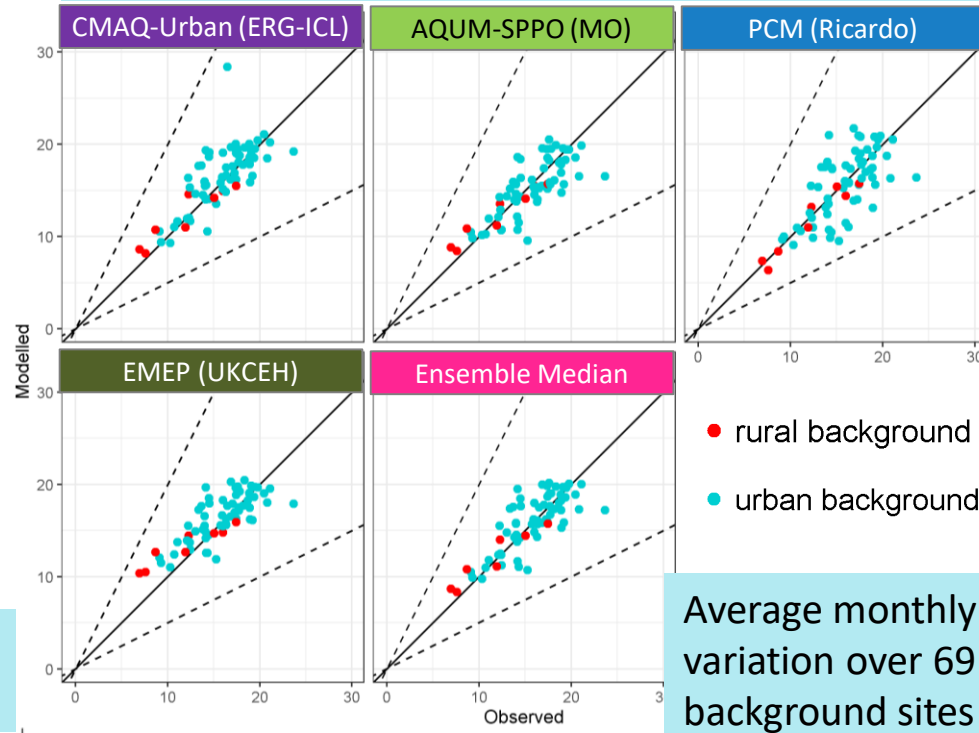 CMAQ-Urban (ERG-ICL)
AQUM-SPPO (MO)
PCM (Ricardo)
30
20
10
0
0
10
20
30
Modelled
EMEP (UKCEH)
Ensemble Median
rural background
urban background
30
20
10
0
0
10
20
30
0
10
20
3
Observed
Average monthly
variation over 69
background sites